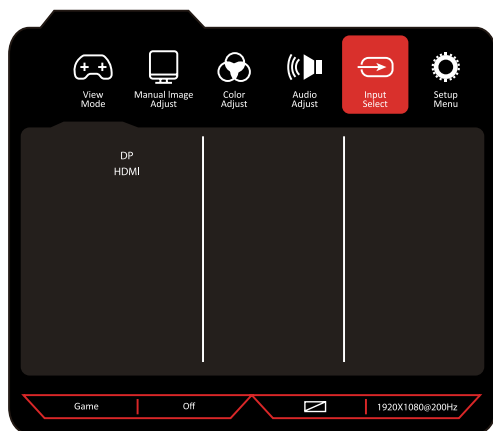 View
Mode
Manual Image
Adjust
Color
Adjust
Audio
Adjust
Input
Select
Setup
Menu
DP
HDMI
Game
Off
1920X1080@200Hz